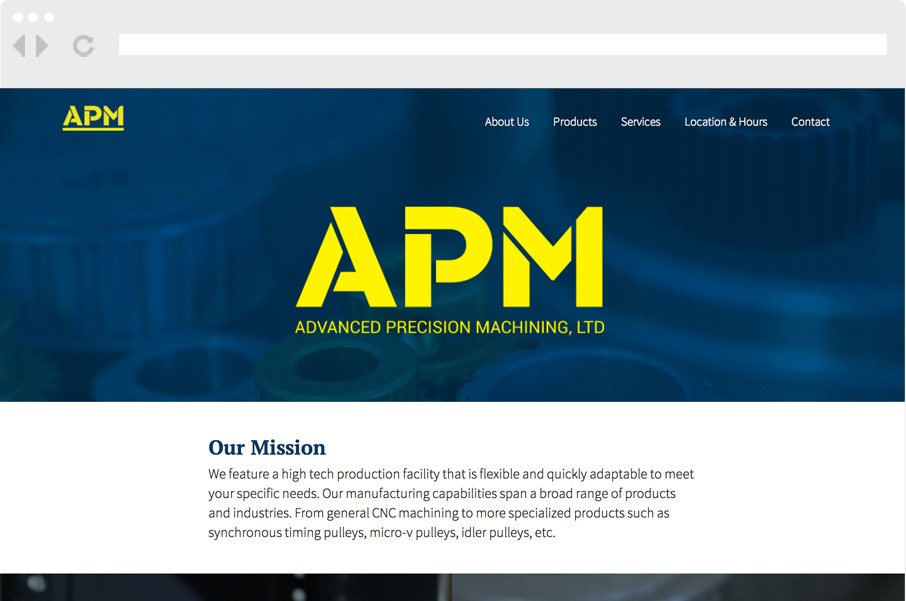 APM
About Us Products Services Location & Hours Contact
APM
ADVANCED PRECISION MACHINING, LTD
Our Mission
We feature a high tech production facility that is flexible and quickly adaptable to meet
your specific needs. Our manufacturing capabilities span a broad range of products
and industries. From general CNC machining to more specialized products such as
synchronous timing pulleys, micro-v pulleys, idler pulleys, etc.